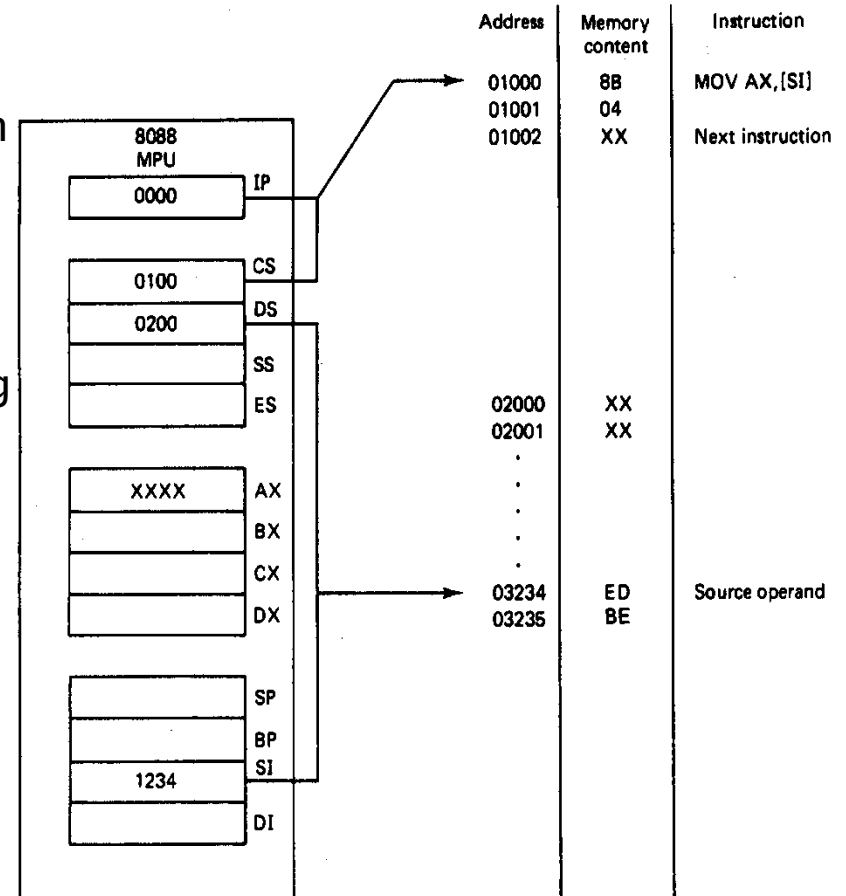 n
g
8088
MPU
0000 IP
0100 CS
0200 DS
SS
ES
XXXX AX
BX
CX
DX
SP
BP
1234 SI
DI
Address Memory content Instruction
01000 8B MOV AX,[SI]
01001 04
01002 XX Next instruction
02000 XX
02001 XX
03234 ED Source operand
03235 BE